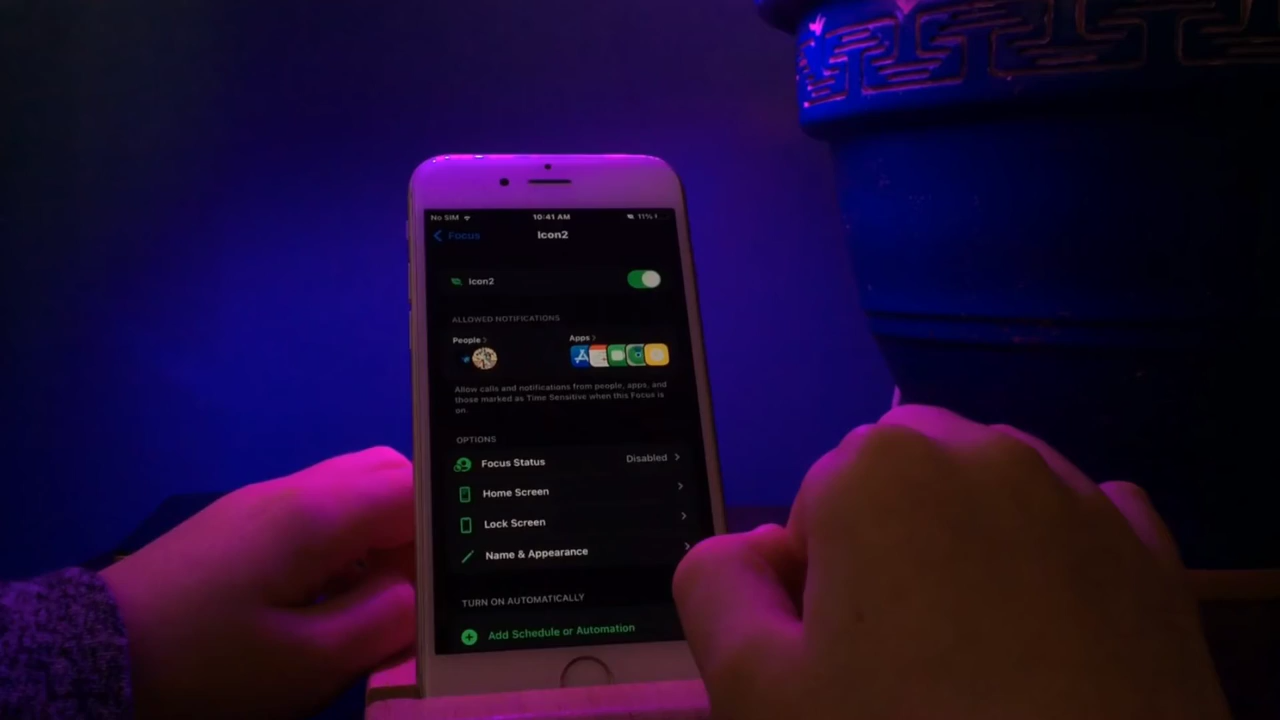 No SIM 10:41 AM 11%
Focus Icon2
Icon2
ALLOWED NOTIFICATIONS
People Apps
Allow calls and notifications from people, apps, and
those marked as Time Sensitive when this Focus is
on.
OPTIONS
Focus Status Disabled
Home Screen
Lock Screen
Name & Appearance
TURN ON AUTOMATICALLY
Add Schedule or Automation